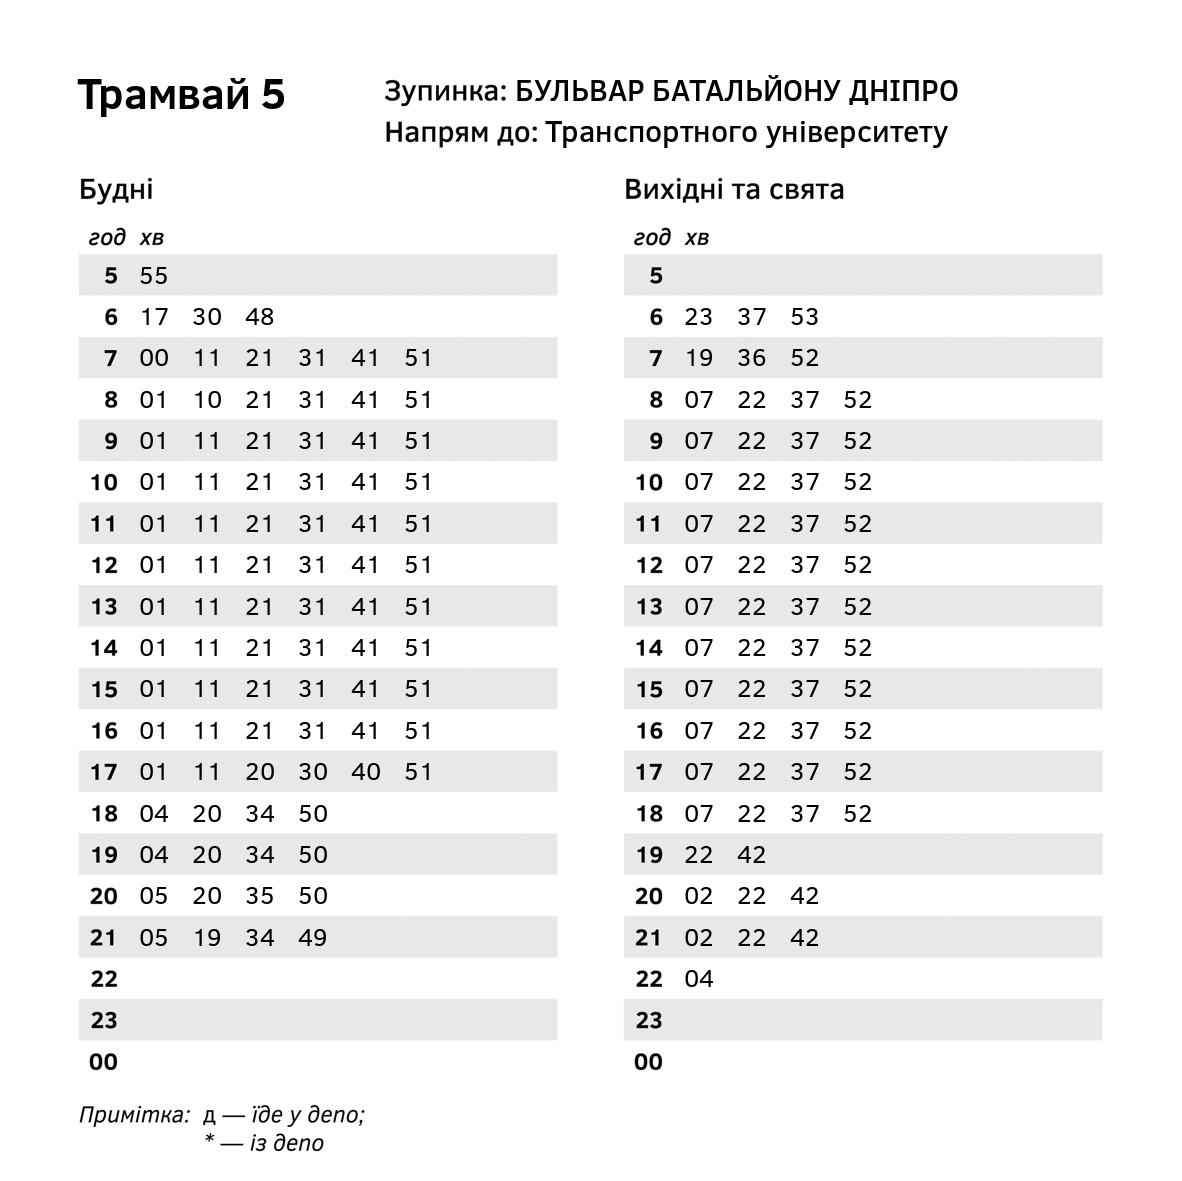 Трамвай 5
Зупинка: БУЛЬВАР БАТАЛЬЙОНУ ДНІПРО
Напрям до: Транспортного університету
Будні
год хв
5 55
6 17 30 48
7 00 11 21 31 41 51
8 01 10 21 31 41 51
9 01 11 21 31 41 51
10 01 11 21 31 41 51
11 01 11 21 31 41 51
12 01 11 21 31 41 51
13 01 11 21 31 41 51
14 01 11 21 31 41 51
15 01 11 21 31 41 51
16 01 11 21 31 41 51
17 01 11 20 30 40 51
18 04 20 34 50
19 04 20 34 50
20 05 20 35 50
21 05 19 34 49
22
23
00
Вихідні та свята
год хв
5
6 23 37 53
7 19 36 52
8 07 22 37 52
9 07 22 37 52
10 07 22 37 52
11 07 22 37 52
12 07 22 37 52
13 07 22 37 52
14 07 22 37 52
15 07 22 37 52
16 07 22 37 52
17 07 22 37 52
18 07 22 37 52
19 22 42
20 02 22 42
21 02 22 42
22 04
23
00
Примітка: д — їде у депо;
* — із депо